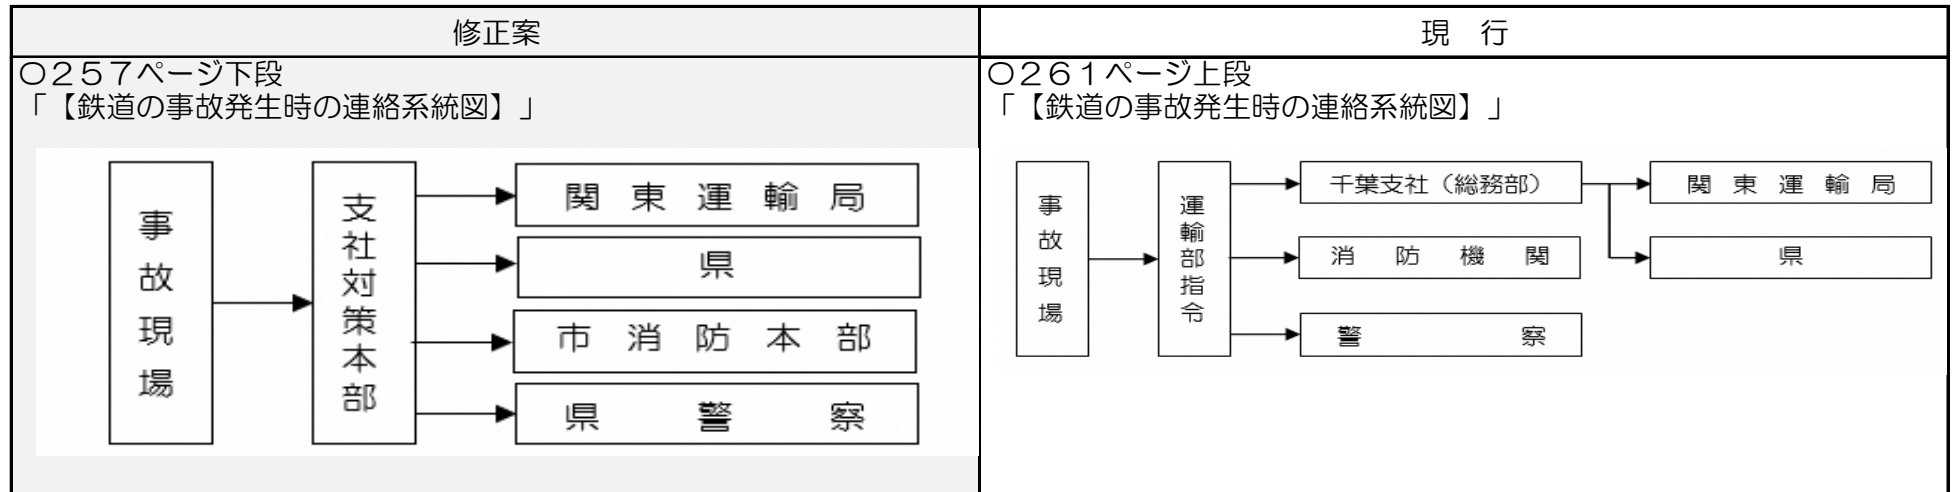 修正案
〇257ページ下段
「【鉄道の事故発生時の連絡系統図】」
事故現場
支社対策本部
関東運輸局
県
市消防本部
県警察
現 行
〇261ページ上段
「【鉄道の事故発生時の連絡系統図】」
事故現場
運輸部指令
千葉支社（総務部）
消防機関
警察
関東運輸局
県